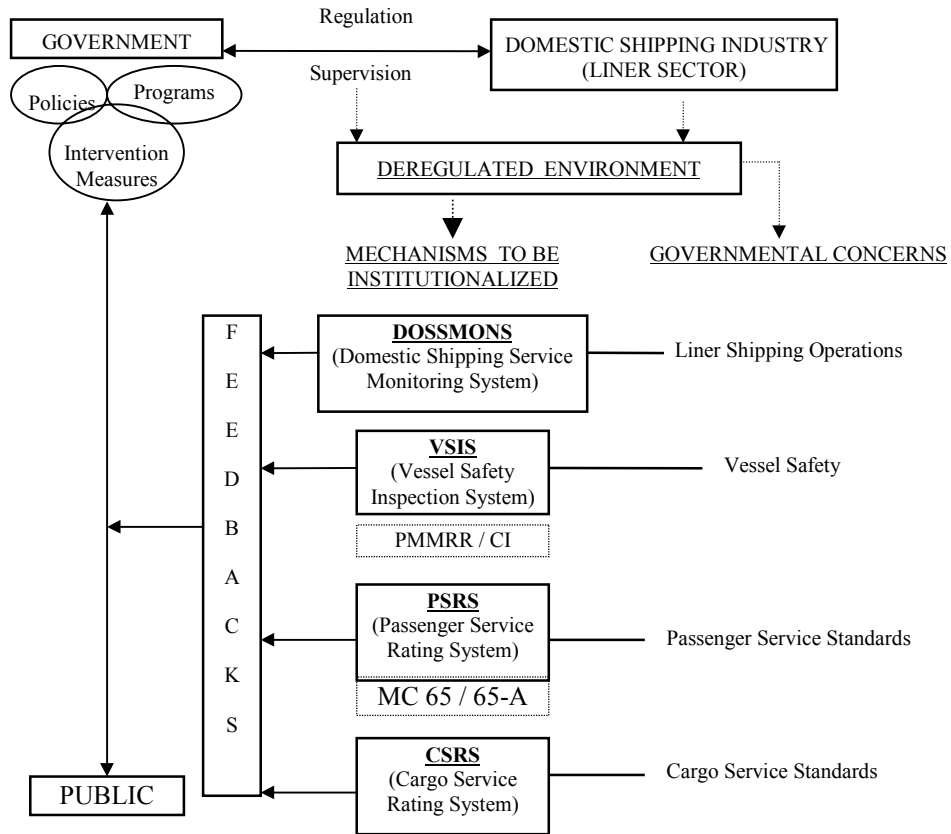 Regulation
GOVERNMENT
DOMESTIC SHIPPING INDUSTRY
(LINER SECTOR)
Supervision
Policies
Programs
Intervention
Measures
DEREGULATED ENVIRONMENT
MECHANISMS TO BE
INSTITUTIONALIZED
GOVERNMENTAL CONCERNS
F
E
E
D
B
A
C
K
S
DOSSMONS
(Domestic Shipping Service
Monitoring System)
Liner Shipping Operations
VSIS
(Vessel Safety
Inspection System)
Vessel Safety
PMMRR / CI
PSRS
(Passenger Service
Rating System)
Passenger Service Standards
MC 65 / 65-A
CSRS
(Cargo Service
Rating System)
Cargo Service Standards
PUBLIC